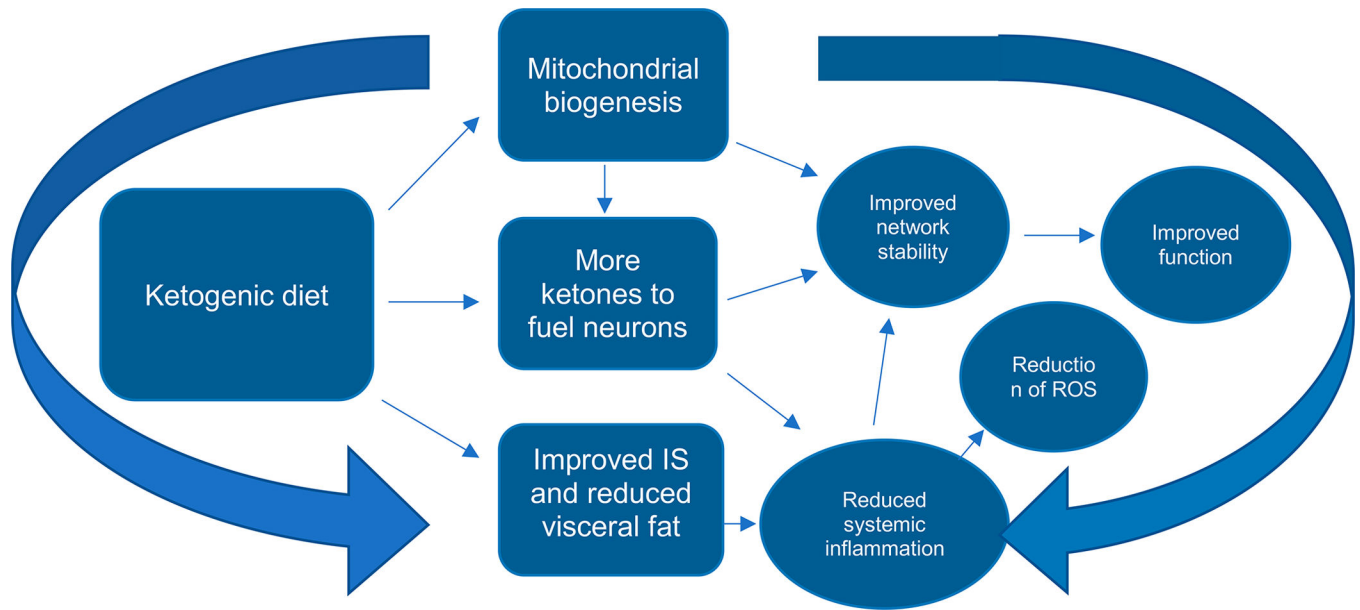 Mitochondrial
biogenesis
Ketogenic diet
More
ketones to
fuel neurons
Improved IS
and reduced
visceral fat
Improved
network
stability
Improved
function
Reductio
n of ROS
Reduced
systemic
inflammation